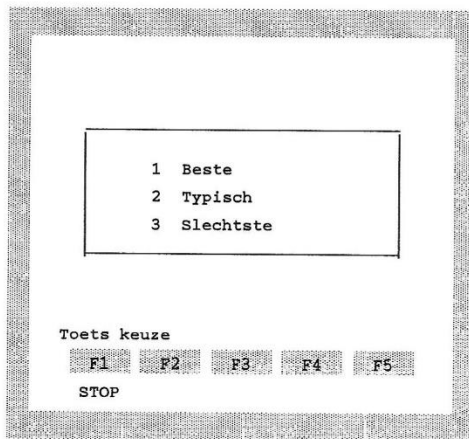 1 Beste
2 Typisch
3 Slechtste
Toets keuze
F1 F2 F3 F4 F5
STOP